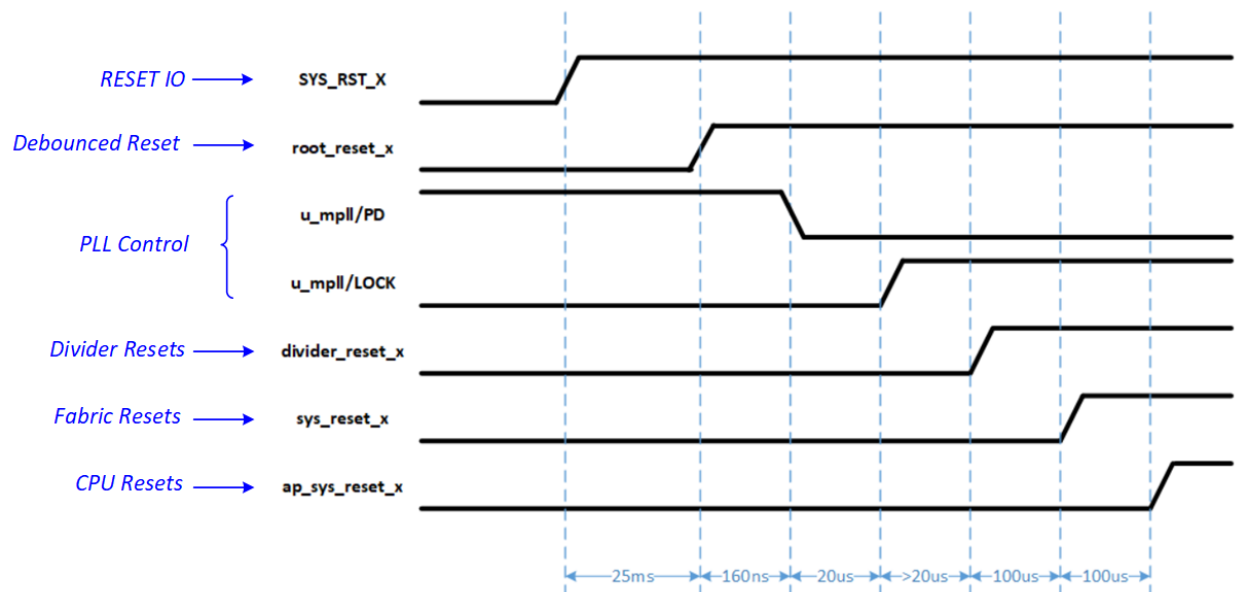 RESET IO SYS_RST_X
Debounced Reset root_reset_x
u_mpll/PD
PLL Control
u_mpll/LOCK
Divider Resets divider_reset_x
Fabric Resets sys_reset_x
CPU Resets ap_sys_reset_x
25ms 160ns 20us >20us 100us 100us